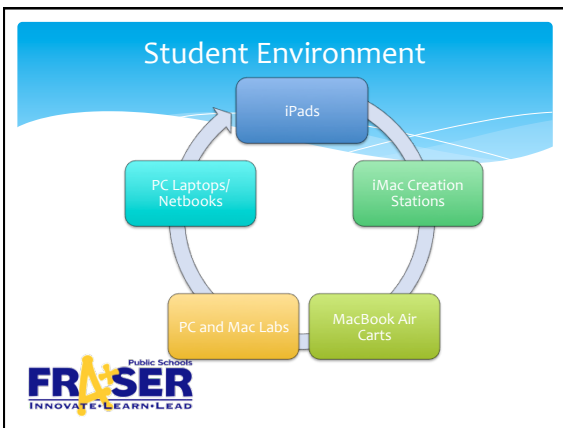 Student Environment
iPads
iMac Creation
Stations
MacBook Air
Carts
PC and Mac Labs
PC Laptops/
Netbooks
Public Schools
FRASER
INNOVATE•LEARN•LEAD